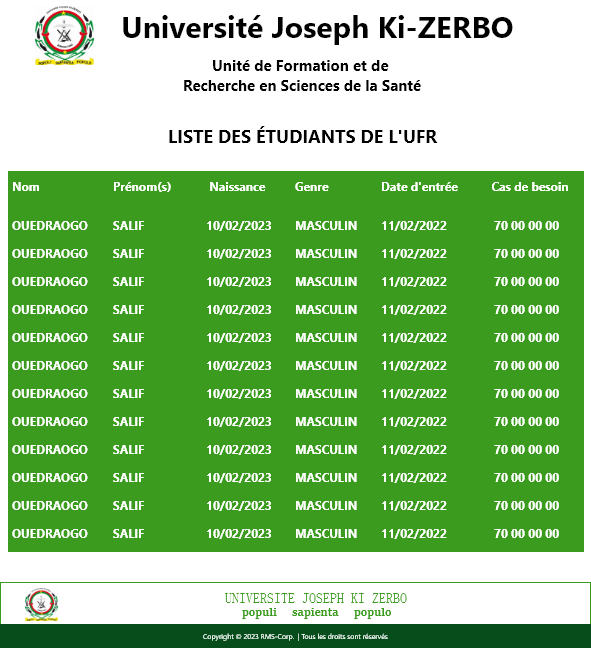 Université Joseph Ki-ZERBO
Unité de Formation et de
Recherche en Sciences de la Santé
POPULI SAPIENTA POPULO
LISTE DES ÉTUDIANTS DE L'UFR
Nom Prénom(s) Naissance Genre Date d'entrée Cas de besoin
OUEDRAOGO SALIF 10/02/2023 MASCULIN 11/02/2022 70 00 00 00
OUEDRAOGO SALIF 10/02/2023 MASCULIN 11/02/2022 70 00 00 00
OUEDRAOGO SALIF 10/02/2023 MASCULIN 11/02/2022 70 00 00 00
OUEDRAOGO SALIF 10/02/2023 MASCULIN 11/02/2022 70 00 00 00
OUEDRAOGO SALIF 10/02/2023 MASCULIN 11/02/2022 70 00 00 00
OUEDRAOGO SALIF 10/02/2023 MASCULIN 11/02/2022 70 00 00 00
OUEDRAOGO SALIF 10/02/2023 MASCULIN 11/02/2022 70 00 00 00
OUEDRAOGO SALIF 10/02/2023 MASCULIN 11/02/2022 70 00 00 00
OUEDRAOGO SALIF 10/02/2023 MASCULIN 11/02/2022 70 00 00 00
OUEDRAOGO SALIF 10/02/2023 MASCULIN 11/02/2022 70 00 00 00
OUEDRAOGO SALIF 10/02/2023 MASCULIN 11/02/2022 70 00 00 00
OUEDRAOGO SALIF 10/02/2023 MASCULIN 11/02/2022 70 00 00 00
UNIVERSITE JOSEPH KI ZERBO
populi sapienta populo
Copyright © 2023 RMS-Corp. | Tous les droits sont réservés